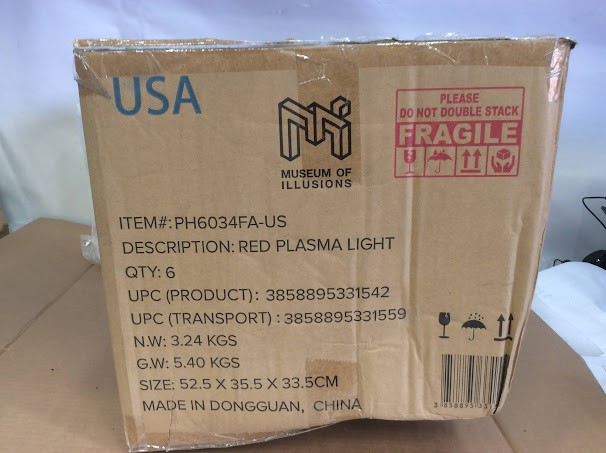 USA
MUSEUM OF
ILLUSIONS
PLEASE
DO NOT DOUBLE STACK
FRAGILE
ITEM#: PH6034FA-US
DESCRIPTION: RED PLASMA LIGHT
QTY: 6
UPC (PRODUCT) : 3858895331542
UPC (TRANSPORT) : 3858895331559
N.W: 3.24 KGS
G.W: 5.40 KGS
SIZE: 52.5 X 35.5 X 33.5CM
MADE IN DONGGUAN, CHINA